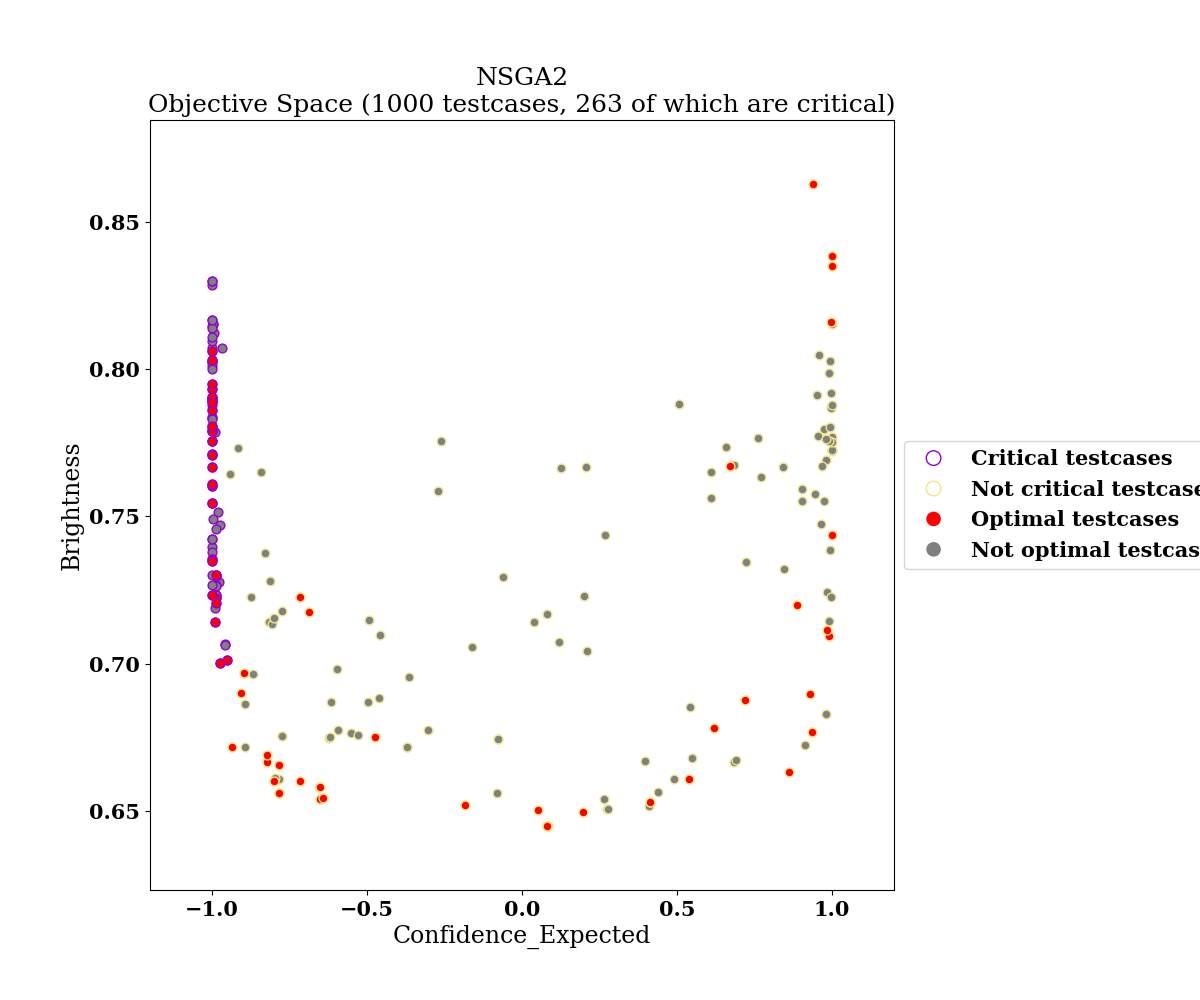 NSGA2
Objective Space (1000 testcases, 263 of which are critical)
0.85
0.80
0.75
0.70
0.65
Brightness
−1.0
−0.5
0.0
0.5
1.0
Confidence_Expected
Critical testcases
Not critical testcase
Optimal testcases
Not optimal testcas